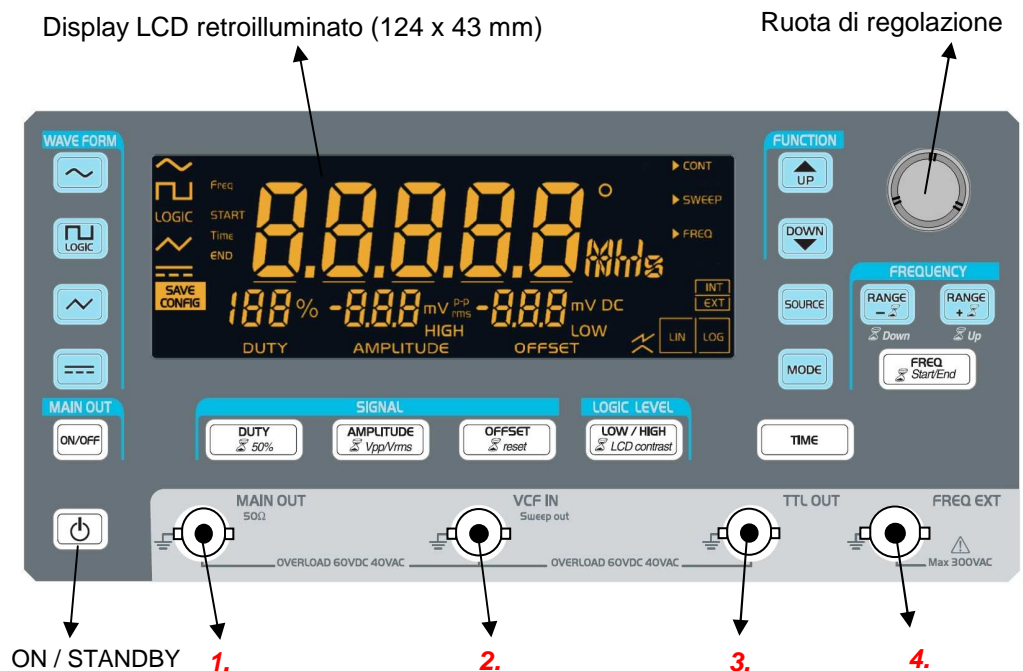 Display LCD retroilluminato (124 x 43 mm)
Ruota di regolazione
WAVE FORM
FUNCTION
UP
DOWN
LOGIC
SOURCE
MODE
Freq
LOGIC
START
Time
END
SAVE
CONFIG
88888°
MHz
CONT
SWEEP
FREQ
INT
EXT
188%
-8.8.8 mV p-p
rms
HIGH
-8.8.8 mV DC
LOW
DUTY
AMPLITUDE
OFFSET
LIN
LOG
FREQUENCY
RANGE
-
RANGE
+
Down
Up
FREQ
Start/End
MAIN OUT
ON/OFF
SIGNAL
DUTY
50%
AMPLITUDE
Vpp/Vrms
OFFSET
reset
LOGIC LEVEL
LOW / HIGH
LCD contrast
TIME
MAIN OUT
50Ω
VCF IN
Sweep out
TTL OUT
FREQ EXT
OVERLOAD 60VDC 40VAC
OVERLOAD 60VDC 40VAC
Max 300VAC
ON / STANDBY
1.
2.
3.
4.